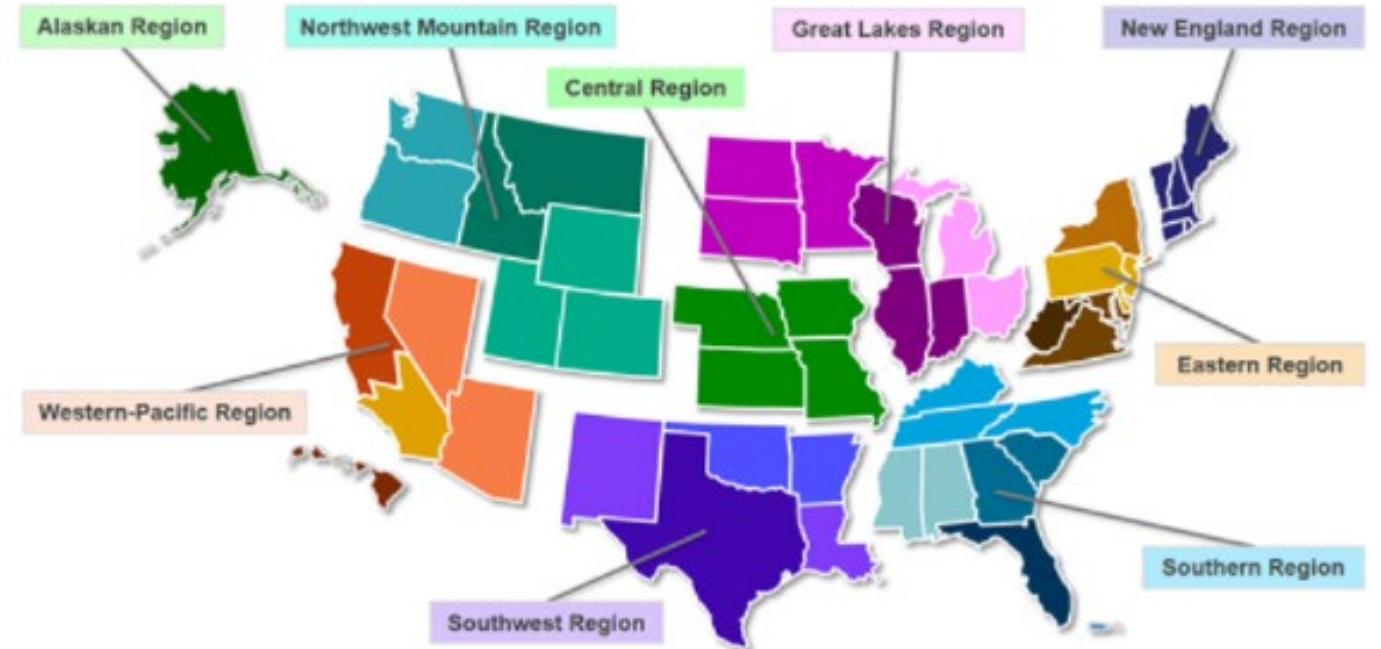 Alaskan Region
Northwest Mountain Region
Great Lakes Region
New England Region
Central Region
Eastern Region
Western-Pacific Region
Southern Region
Southwest Region